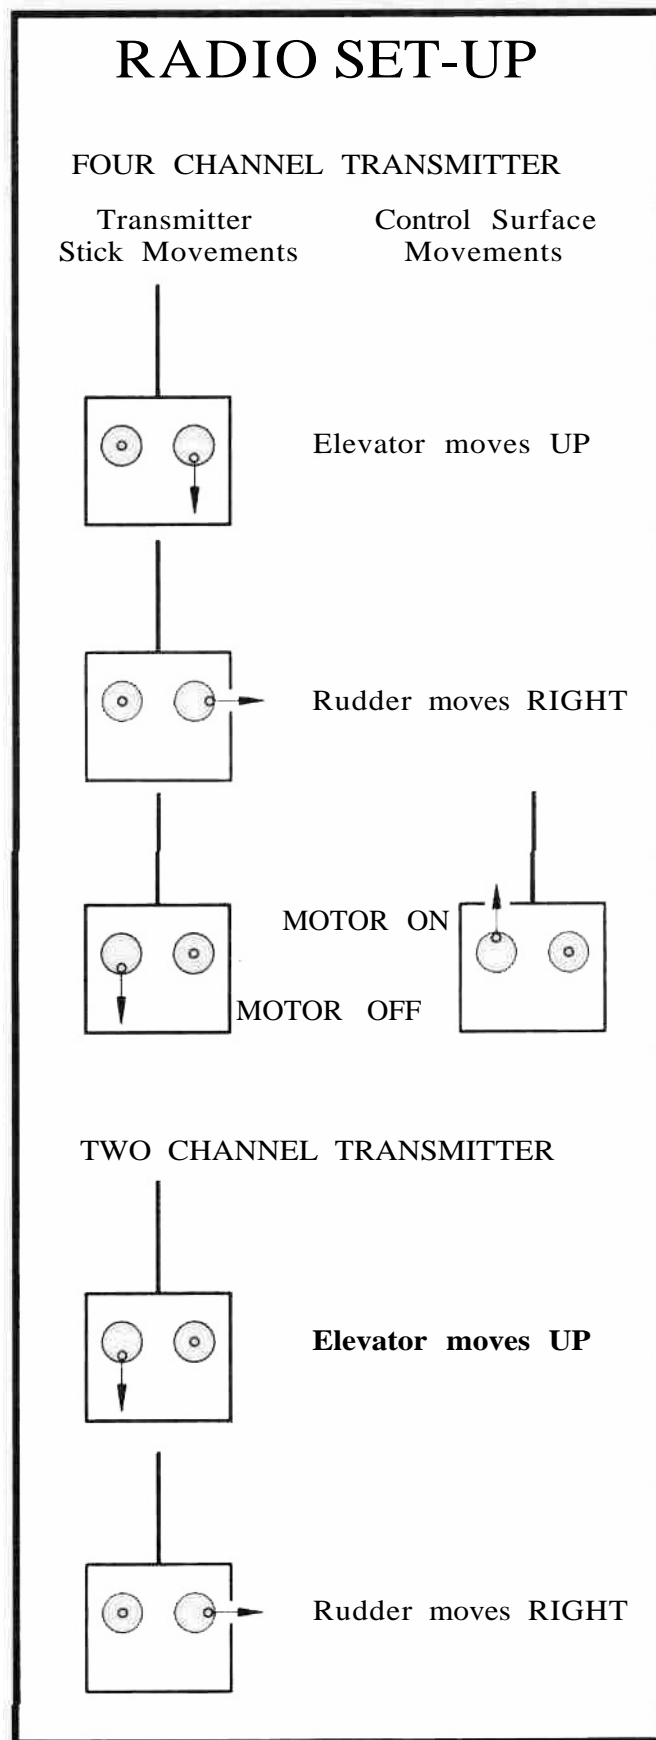 RADIO SET-UP
FOUR CHANNEL TRANSMITTER
Transmitter
Stick Movements
Control Surface
Movements
Elevator moves UP
Rudder moves RIGHT
MOTOR ON
MOTOR OFF
TWO CHANNEL TRANSMITTER
Elevator moves UP
Rudder moves RIGHT